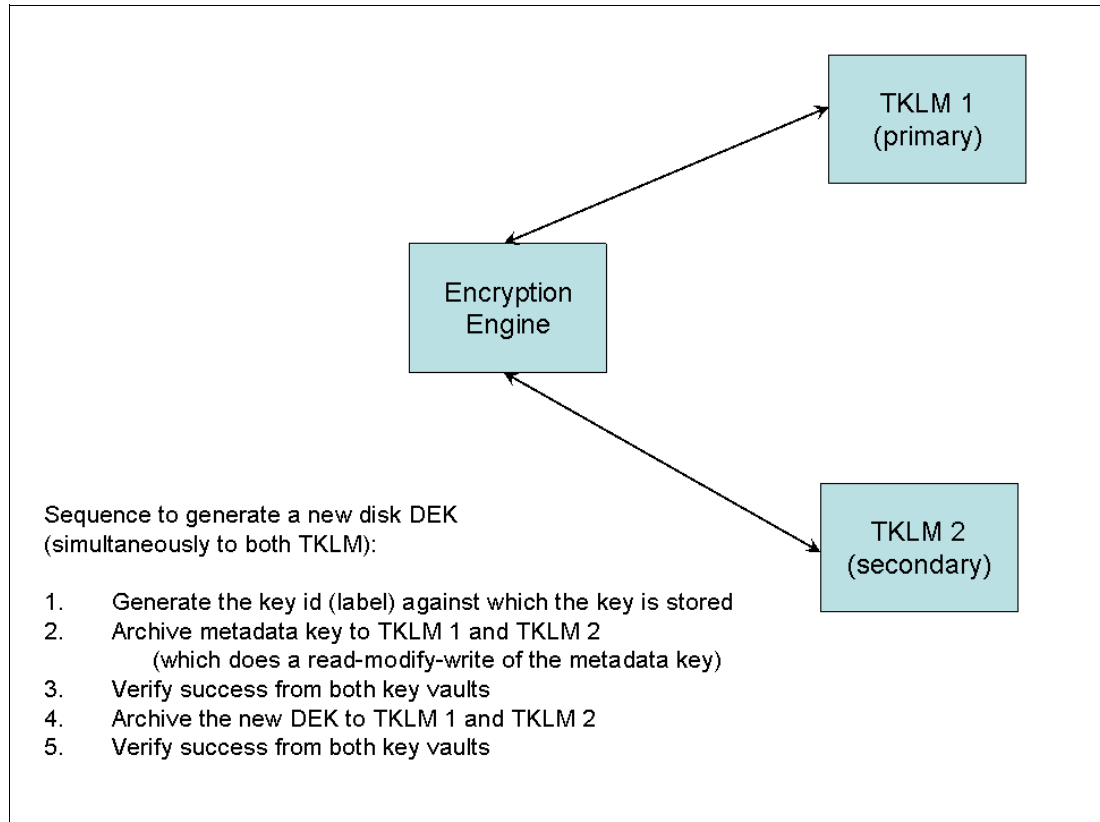 TKLM 1
(primary)
Encryption
Engine
TKLM 2
(secondary)
Sequence to generate a new disk DEK
(simultaneously to both TKLM):
1. Generate the key id (label) against which the key is stored
2. Archive metadata key to TKLM 1 and TKLM 2
(which does a read-modify-write of the metadata key)
3. Verify success from both key vaults
4. Archive the new DEK to TKLM 1 and TKLM 2
5. Verify success from both key vaults